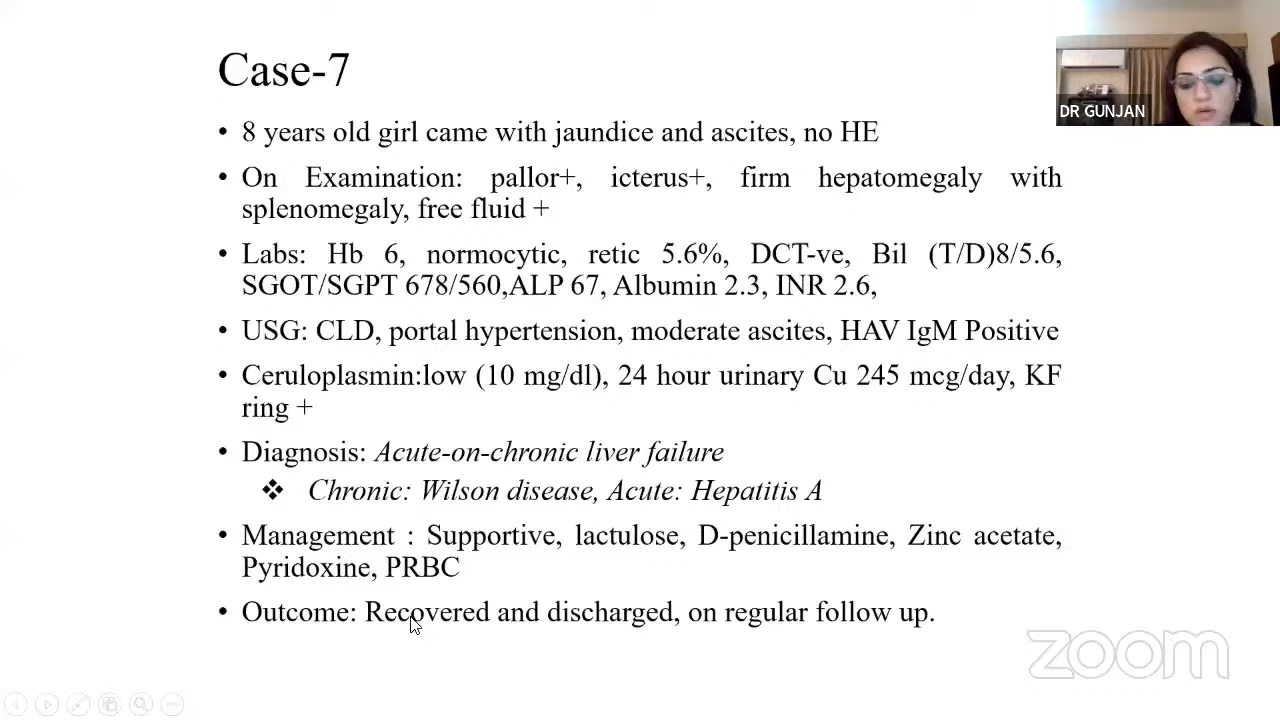 Case-7
• 8 years old girl came with jaundice and ascites, no HE
• On Examination: pallor+, icterus+, firm hepatomegaly with
splenomegaly, free fluid +
• Labs: Hb 6, normocytic, retic 5.6%, DCT-ve, Bil (T/D)8/5.6,
SGOT/SGPT 678/560,ALP 67, Albumin 2.3, INR 2.6,
• USG: CLD, portal hypertension, moderate ascites, HAV IgM Positive
• Ceruloplasmin:low (10 mg/dl), 24 hour urinary Cu 245 mcg/day, KF
ring +
• Diagnosis: Acute-on-chronic liver failure
❖ Chronic: Wilson disease, Acute: Hepatitis A
• Management : Supportive, lactulose, D-penicillamine, Zinc acetate,
Pyridoxine, PRBC
• Outcome: Recovered and discharged, on regular follow up.
DR GUNJAN
zoom